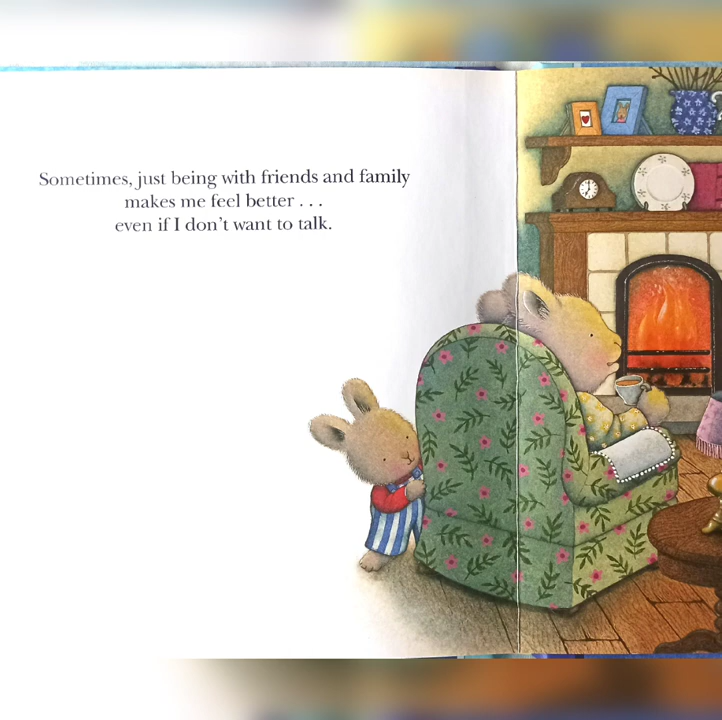 Sometimes, just being with friends and family
makes me feel better . . .
even if I don't want to talk.